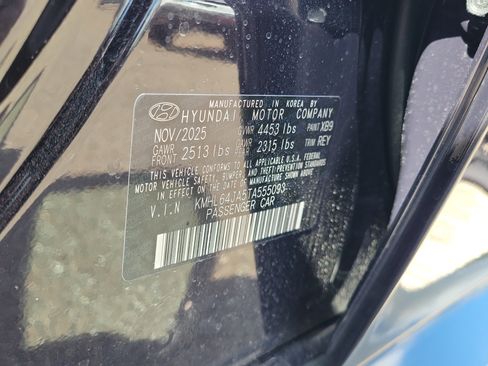 MANUFACTURED IN KOREA BY
HYUNDAI MOTOR COMPANY
NOV/2025 GVWR 4453 lbs PAINT XB9
GAWR FRONT 2513 lbs GAWR REAR 2315 lbs TRIM REY
THIS VEHICLE CONFORMS TO ALL APPLICABLE U.S.A. FEDERAL
MOTOR VEHICLE SAFETY AND THEFT PREVENTION STANDARDS
IN EFFECT ON THE DATE OF MANUFACTURE SHOWN ABOVE.
V.I.N KMHL64JA5TA555093
PASSENGER CAR